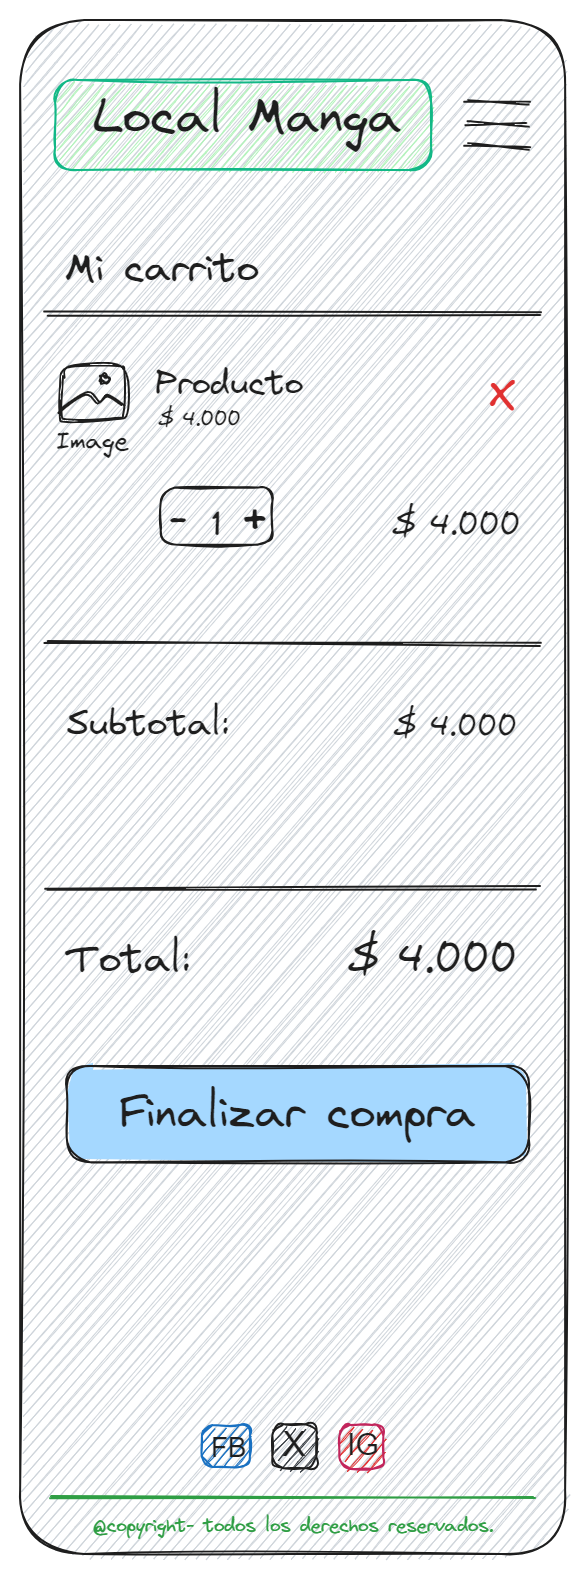 Local Manga
Mi carrito
Producto
$ 4.000
Image
- 1 +
$ 4.000
Subtotal:
$ 4.000
Total:
$ 4.000
Finalizar compra
FB X IG
@copyright- todos los derechos reservados.